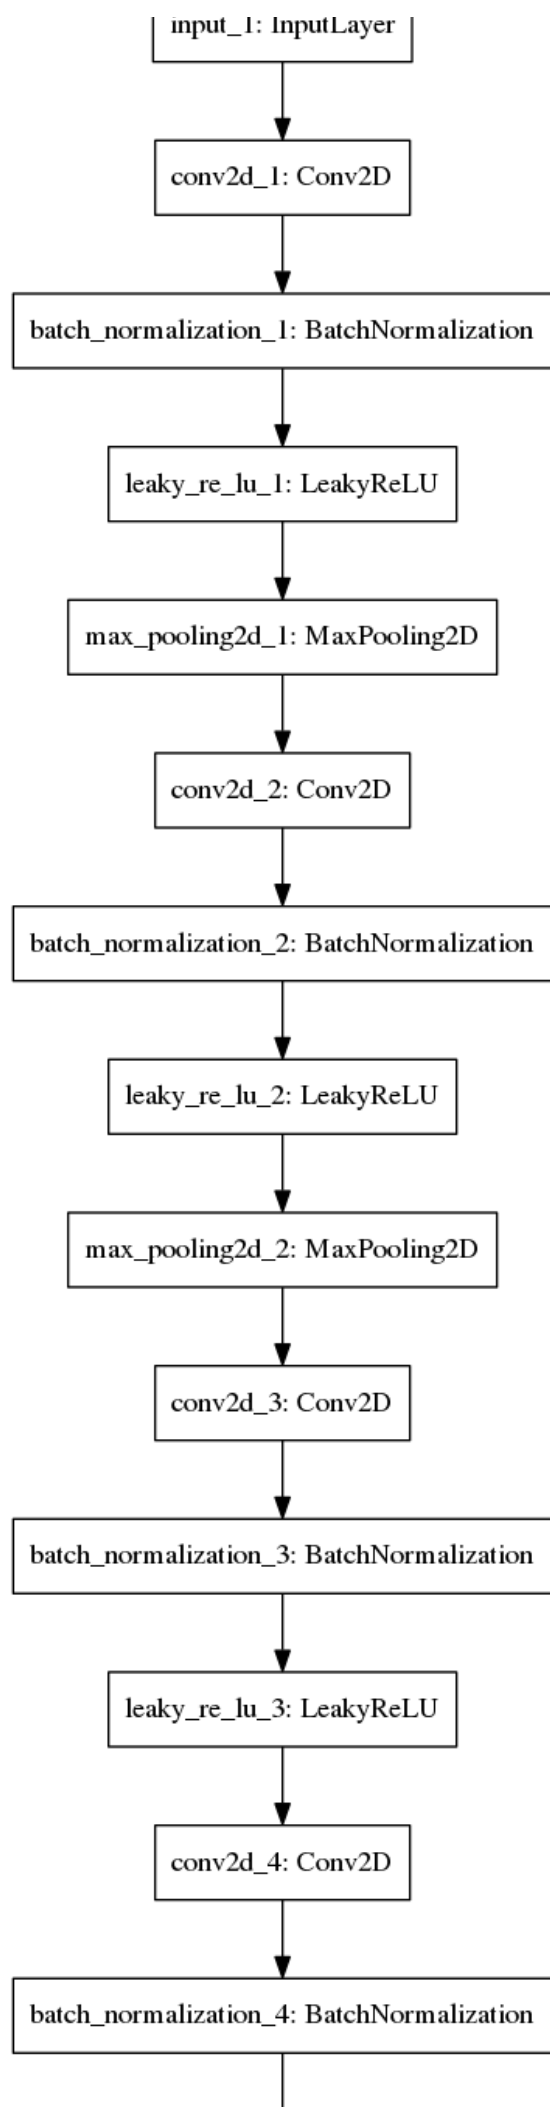 input_1: InputLayer
conv2d_1: Conv2D
batch_normalization_1: BatchNormalization
leaky_re_lu_1: LeakyReLU
max_pooling2d_1: MaxPooling2D
conv2d_2: Conv2D
batch_normalization_2: BatchNormalization
leaky_re_lu_2: LeakyReLU
max_pooling2d_2: MaxPooling2D
conv2d_3: Conv2D
batch_normalization_3: BatchNormalization
leaky_re_lu_3: LeakyReLU
conv2d_4: Conv2D
batch_normalization_4: BatchNormalization